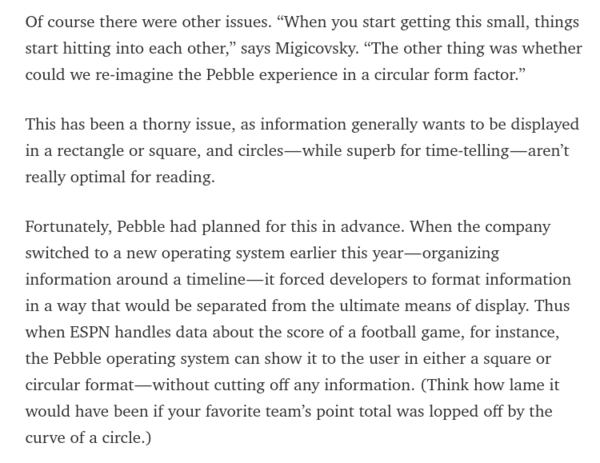 Of course there were other issues. “When you start getting this small, things
start hitting into each other,” says Migicovsky. “The other thing was whether
could we re-imagine the Pebble experience in a circular form factor.”
This has been a thorny issue, as information generally wants to be displayed
in a rectangle or square, and circles—while superb for time-telling—aren’t
really optimal for reading.
Fortunately, Pebble had planned for this in advance. When the company
switched to a new operating system earlier this year—organizing
information around a timeline—it forced developers to format information
in a way that would be separated from the ultimate means of display. Thus
when ESPN handles data about the score of a football game, for instance,
the Pebble operating system can show it to the user in either a square or
circular format—without cutting off any information. (Think how lame it
would have been if your favorite team’s point total was lopped off by the
curve of a circle.)